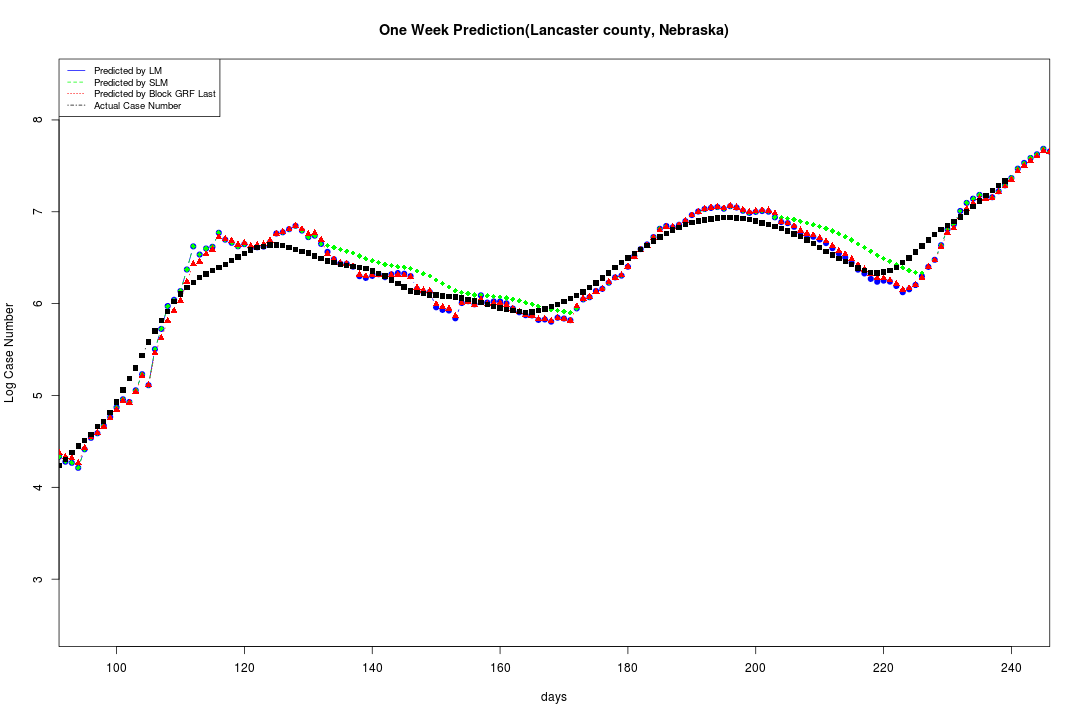 One Week Prediction(Lancaster county, Nebraska)
Predicted by LM
Predicted by SLM
Predicted by Block GRF Last
Actual Case Number
8
7
6
5
4
3
Log Case Number
100 120 140 160 180 200 220 240
days